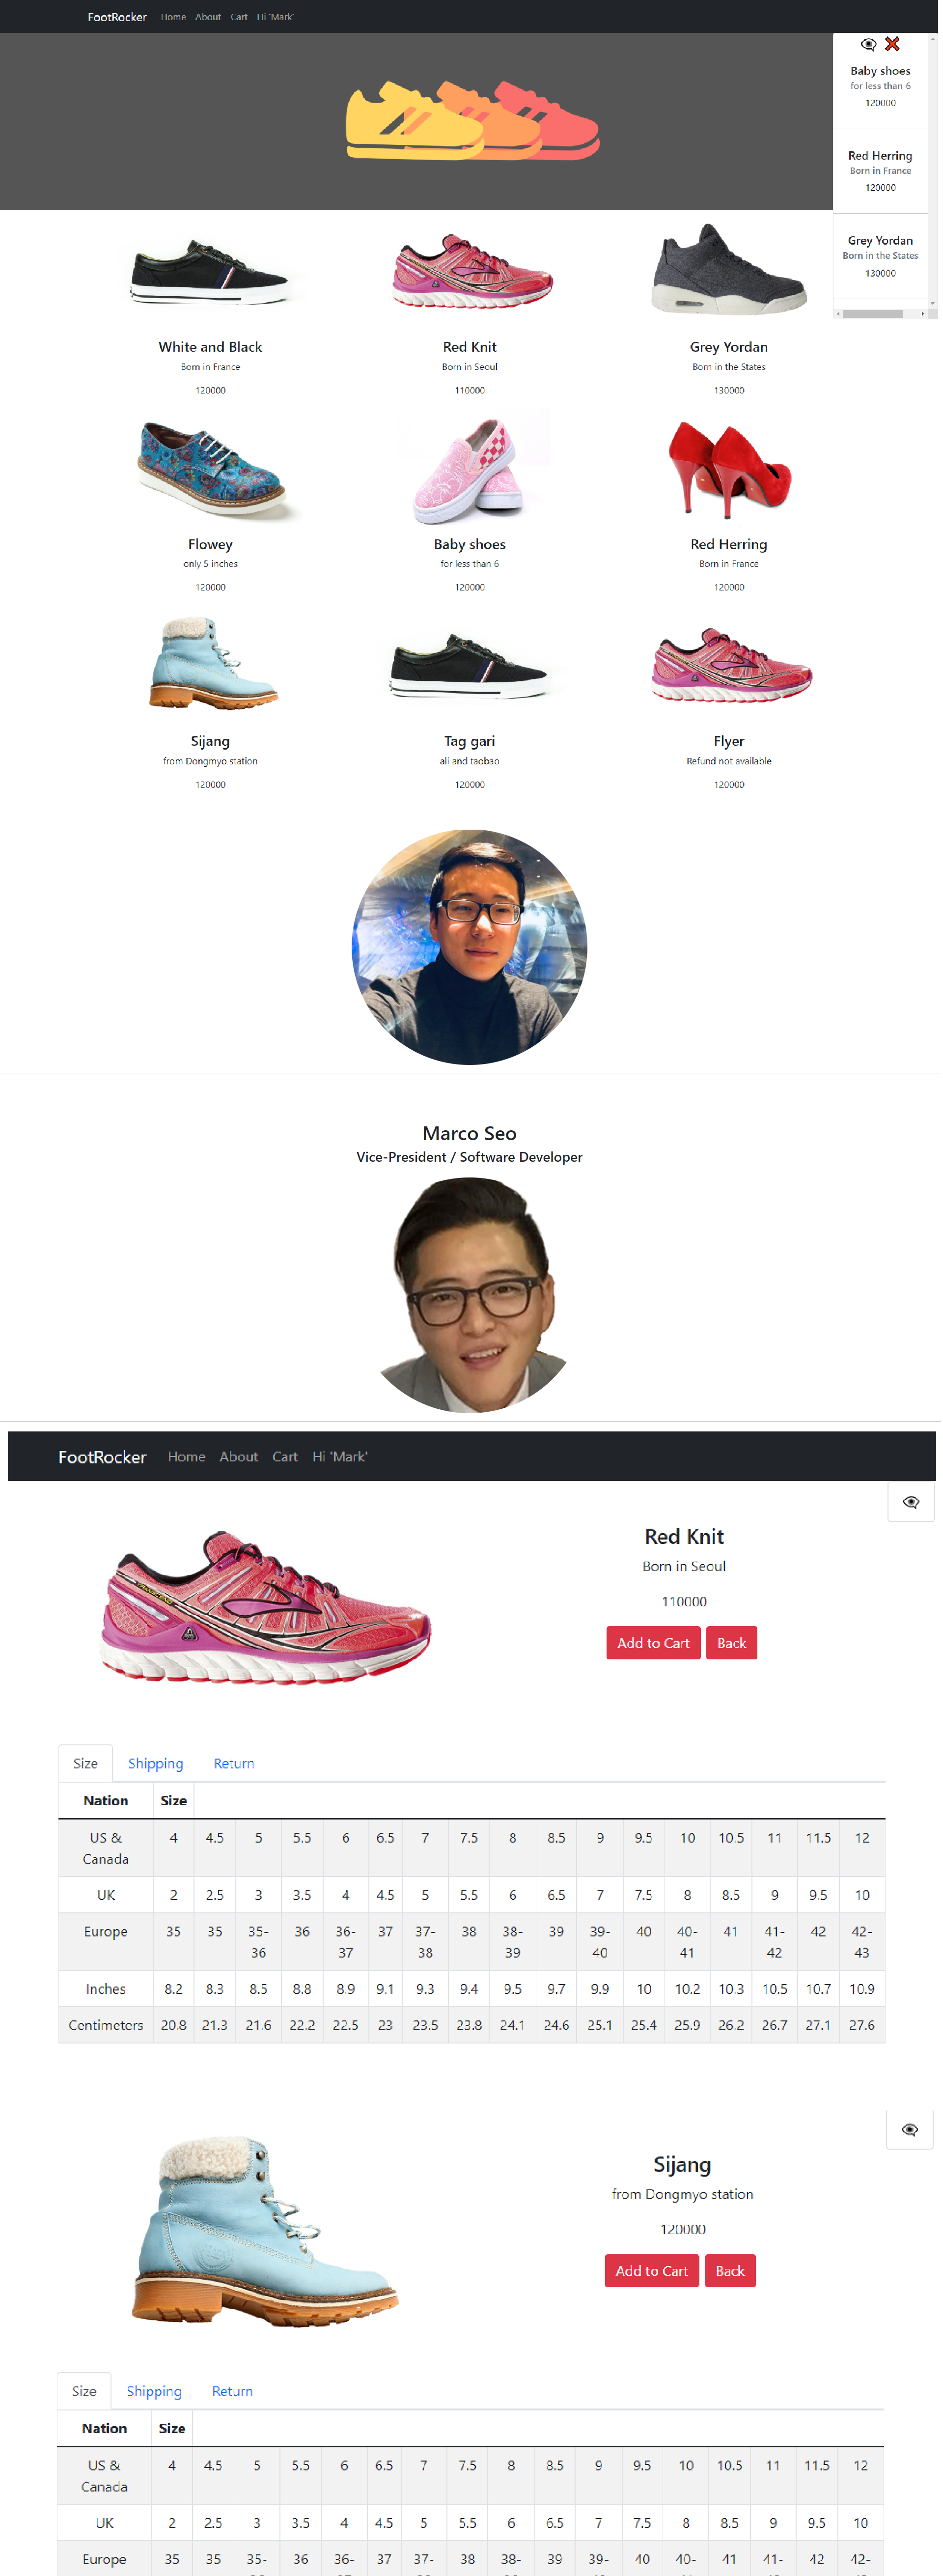 FootRocker Home About Cart Hi 'Mark'
Baby shoes
for less than 6
120000
Red Herring
Born in France
120000
Grey Yordan
Born in the States
130000
White and Black
Born in France
120000
Red Knit
Born in Seoul
110000
Grey Yordan
Born in the States
130000
Flowey
only 5 inches
120000
Baby shoes
for less than 6
120000
Red Herring
Born in France
120000
Sijang
from Dongmyo station
120000
Tag gari
ali and taobao
120000
Flyer
Refund not available
120000
Marco Seo
Vice-President / Software Developer
FootRocker Home About Cart Hi 'Mark'
Red Knit
Born in Seoul
110000
Add to Cart Back
Size Shipping Return
Nation Size
US & Canada 4 4.5 5 5.5 6 6.5 7 7.5 8 8.5 9 9.5 10 10.5 11 11.5 12
UK 2 2.5 3 3.5 4 4.5 5 5.5 6 6.5 7 7.5 8 8.5 9 9.5 10
Europe 35 35 35-36 36 36-37 37 37-38 38 38-39 39 39-40 40 40-41 41 41-42 42 42-43
Inches 8.2 8.3 8.5 8.8 8.9 9.1 9.3 9.4 9.5 9.7 9.9 10 10.2 10.3 10.5 10.7 10.9
Centimeters 20.8 21.3 21.6 22.2 22.5 23 23.5 23.8 24.1 24.6 25.1 25.4 25.9 26.2 26.7 27.1 27.6
Sijang
from Dongmyo station
120000
Add to Cart Back
Size Shipping Return
Nation Size
US & Canada 4 4.5 5 5.5 6 6.5 7 7.5 8 8.5 9 9.5 10 10.5 11 11.5 12
UK 2 2.5 3 3.5 4 4.5 5 5.5 6 6.5 7 7.5 8 8.5 9 9.5 10
Europe 35 35 35- 36 36- 37 37- 38 38- 39 39- 40 40- 41 41- 42 42-